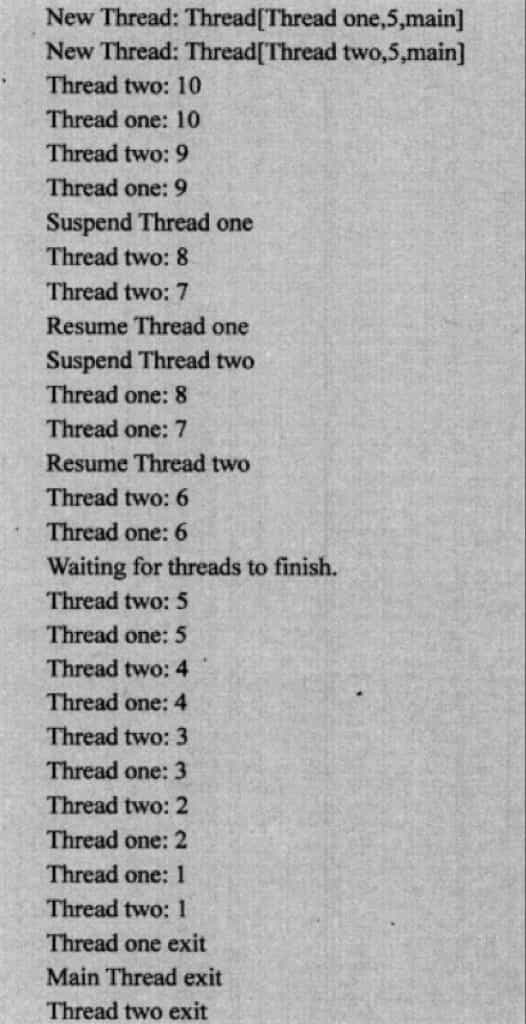 New Thread: Thread[Thread one,5,main]
New Thread: Thread[Thread two,5,main]
Thread two: 10
Thread one: 10
Thread two: 9
Thread one: 9
Suspend Thread one
Thread two: 8
Thread two: 7
Resume Thread one
Suspend Thread two
Thread one: 8
Thread one: 7
Resume Thread two
Thread two: 6
Thread one: 6
Waiting for threads to finish.
Thread two: 5
Thread one: 5
Thread two: 4
Thread one: 4
Thread two: 3
Thread one: 3
Thread two: 2
Thread one: 2
Thread one: 1
Thread two: 1
Thread one exit
Main Thread exit
Thread two exit